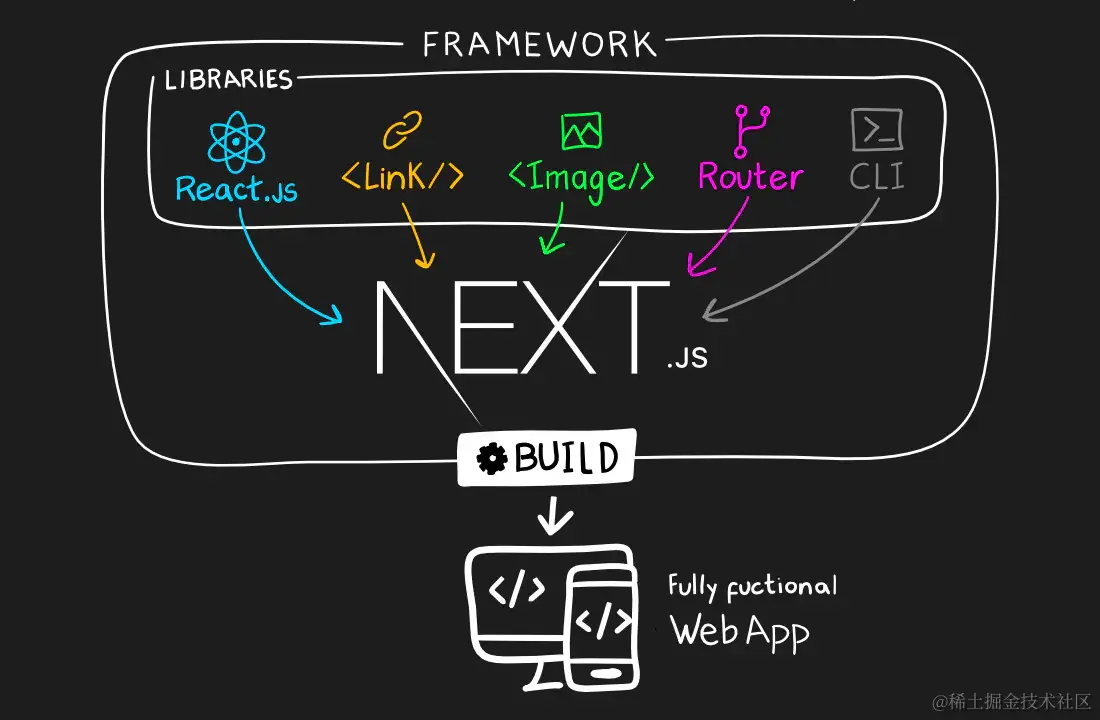 FRAMEWORK
LIBRARIES
React.JS
<LinK/>
<Image/>
Router
CLI
NEXT.JS
BUILD
</>
</>
Fully fuctional
Web App
@稀土掘金技术社区